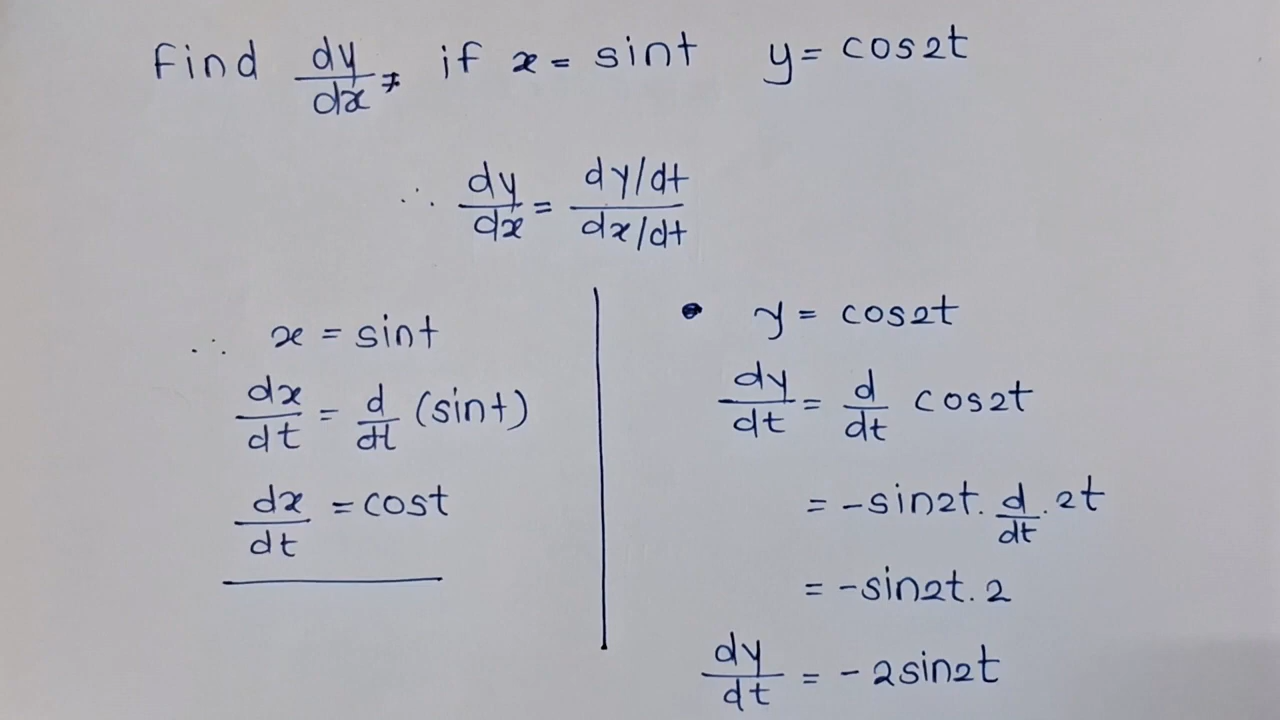 Find dy/dx, if x = sint y = cos2t
∴ dy/dx = dy/dt / dx/dt
∴ x = sint
dx/dt = d/dt (sint)
dx/dt = cost
• y = cos2t
dy/dt = d/dt cos2t
= -sin2t. d/dt . 2t
= -sin2t. 2
dy/dt = - 2sin2t